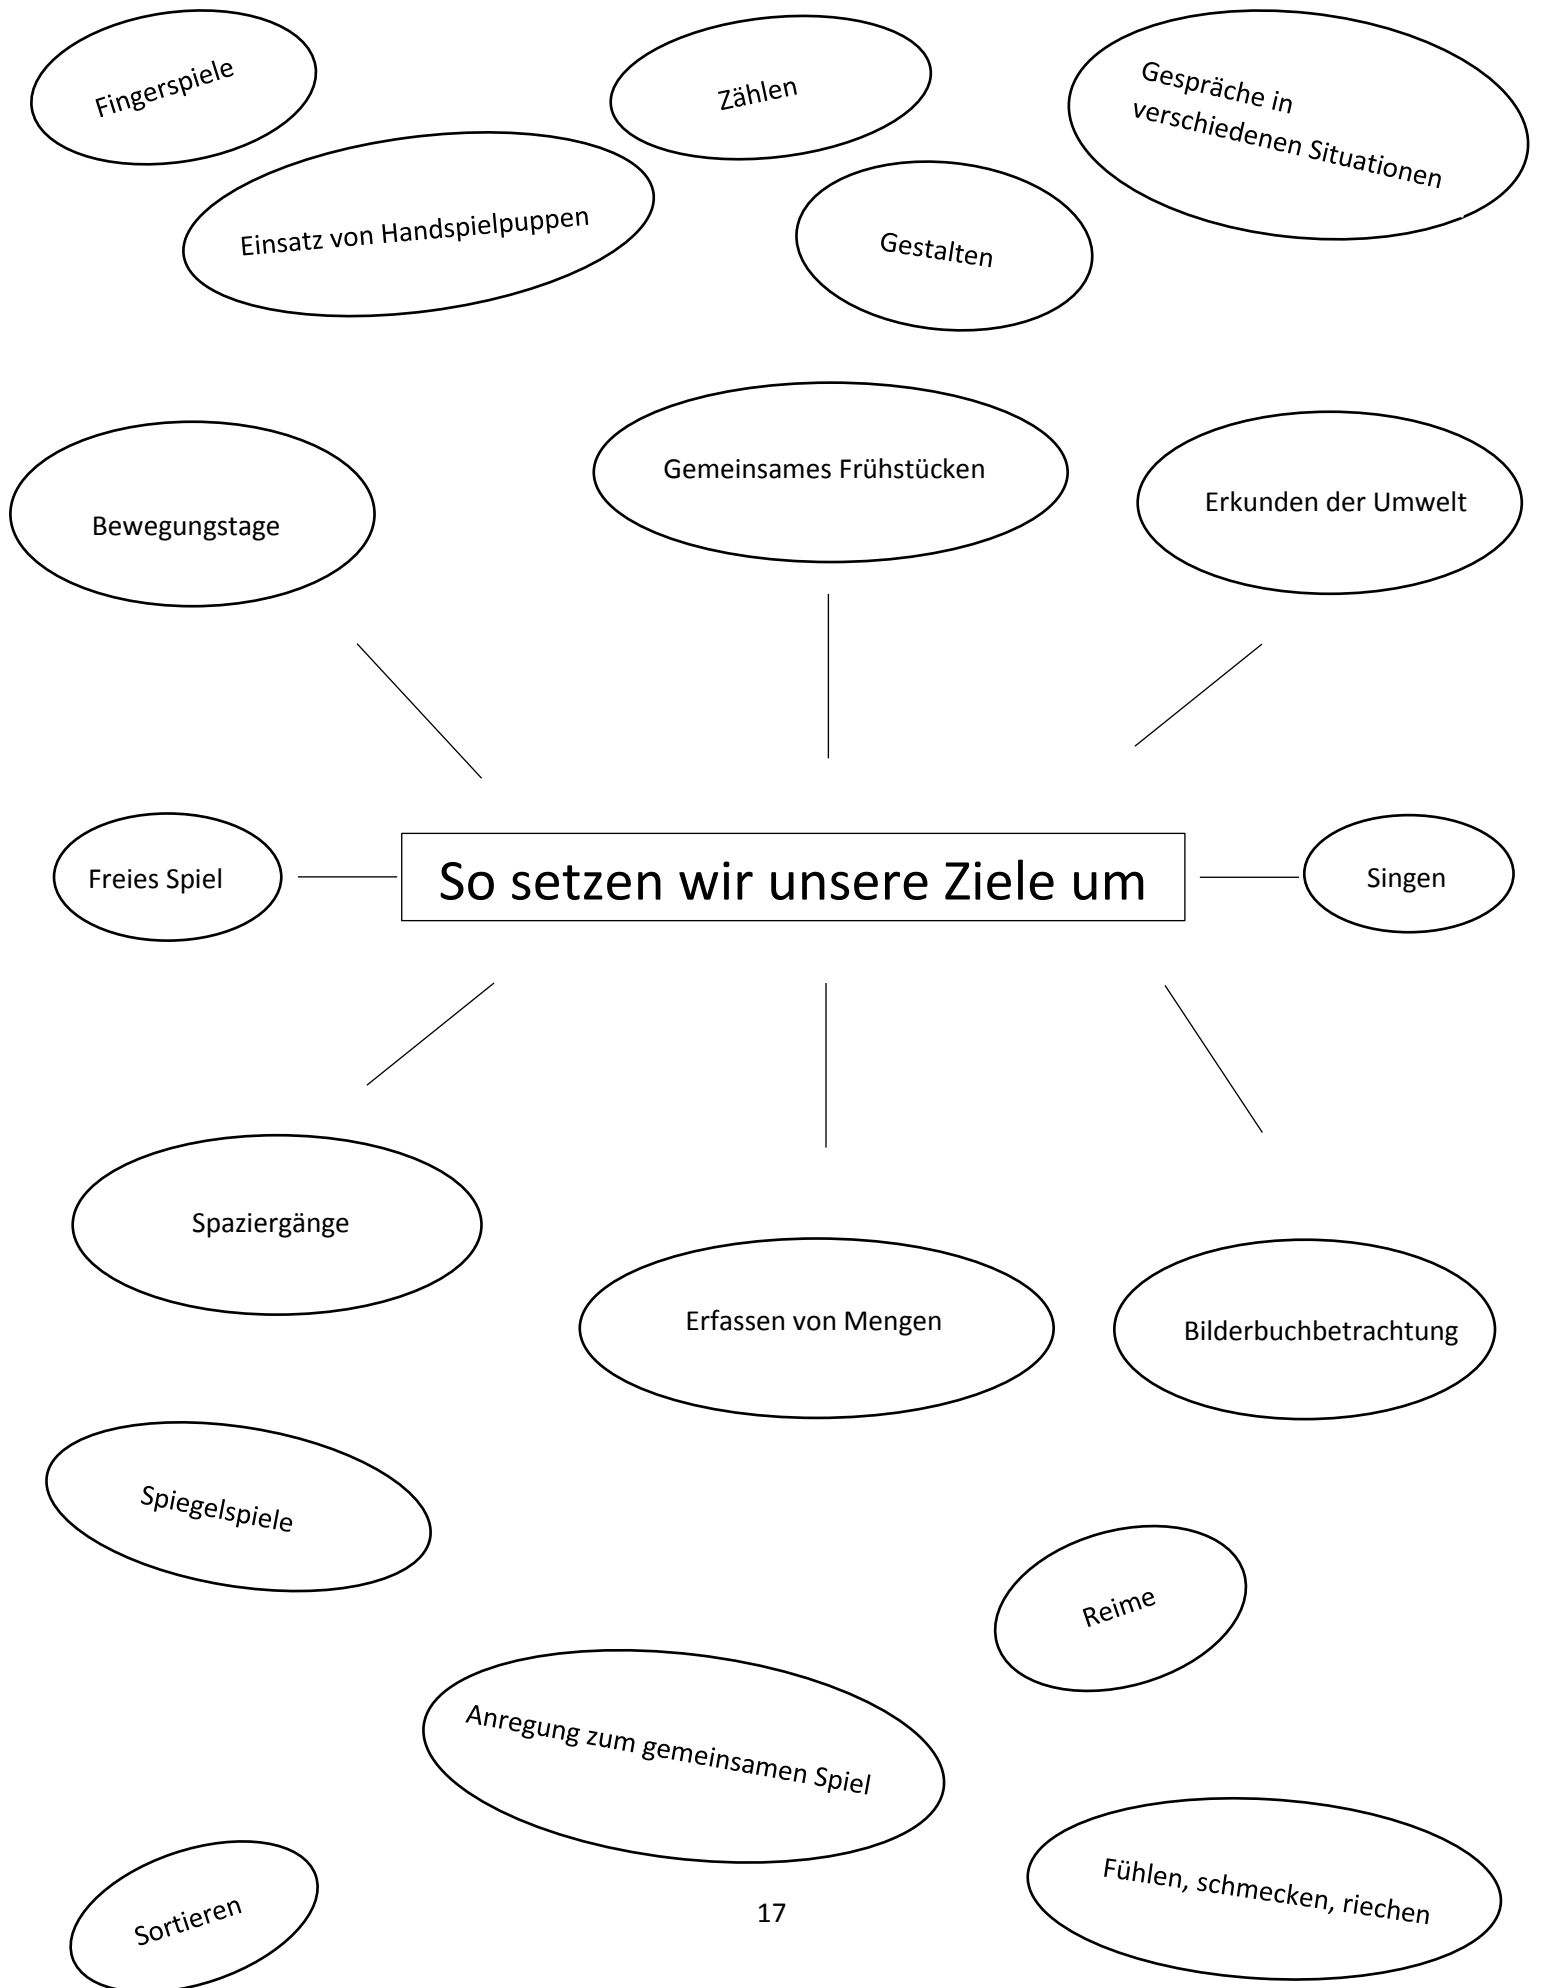 Fingerspiele
Zählen
Gespräche in
verschiedenen Situationen
Einsatz von Handspielpuppen
Gestalten
Bewegungstage
Gemeinsames Frühstücken
Erkunden der Umwelt
Freies Spiel
So setzen wir unsere Ziele um
Singen
Spaziergänge
Erfassen von Mengen
Bilderbuchbetrachtung
Spiegelspiele
Reime
Anregung zum gemeinsamen Spiel
Fühlen, schmecken, riechen
Sortieren
17